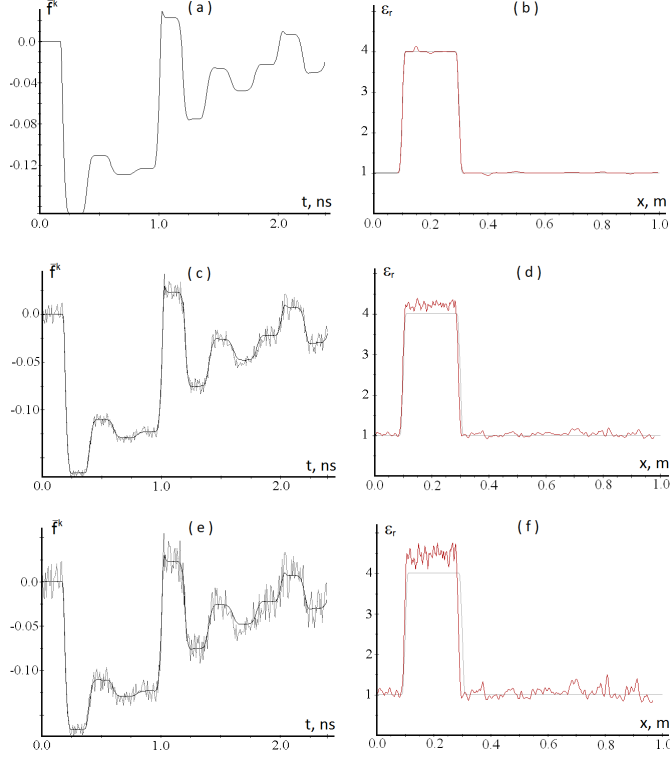 f̄ᵏ ( a )
0.0
-0.04
-0.08
-0.12
0.0 1.0 2.0
t, ns
εᵣ ( b )
4
3
2
1
0.0 0.2 0.4 0.6 0.8 1.0
x, m
f̄ᵏ ( c )
0.0
-0.05
-0.10
0.0 1.0 2.0
t, ns
εᵣ ( d )
4
3
2
1
0.0 0.2 0.4 0.6 0.8 1.0
x, m
f̄ᵏ ( e )
0.0
-0.05
-0.10
0.0 1.0 2.0
t, ns
εᵣ ( f )
4
3
2
1
0.0 0.2 0.4 0.6 0.8 1.0
x, m